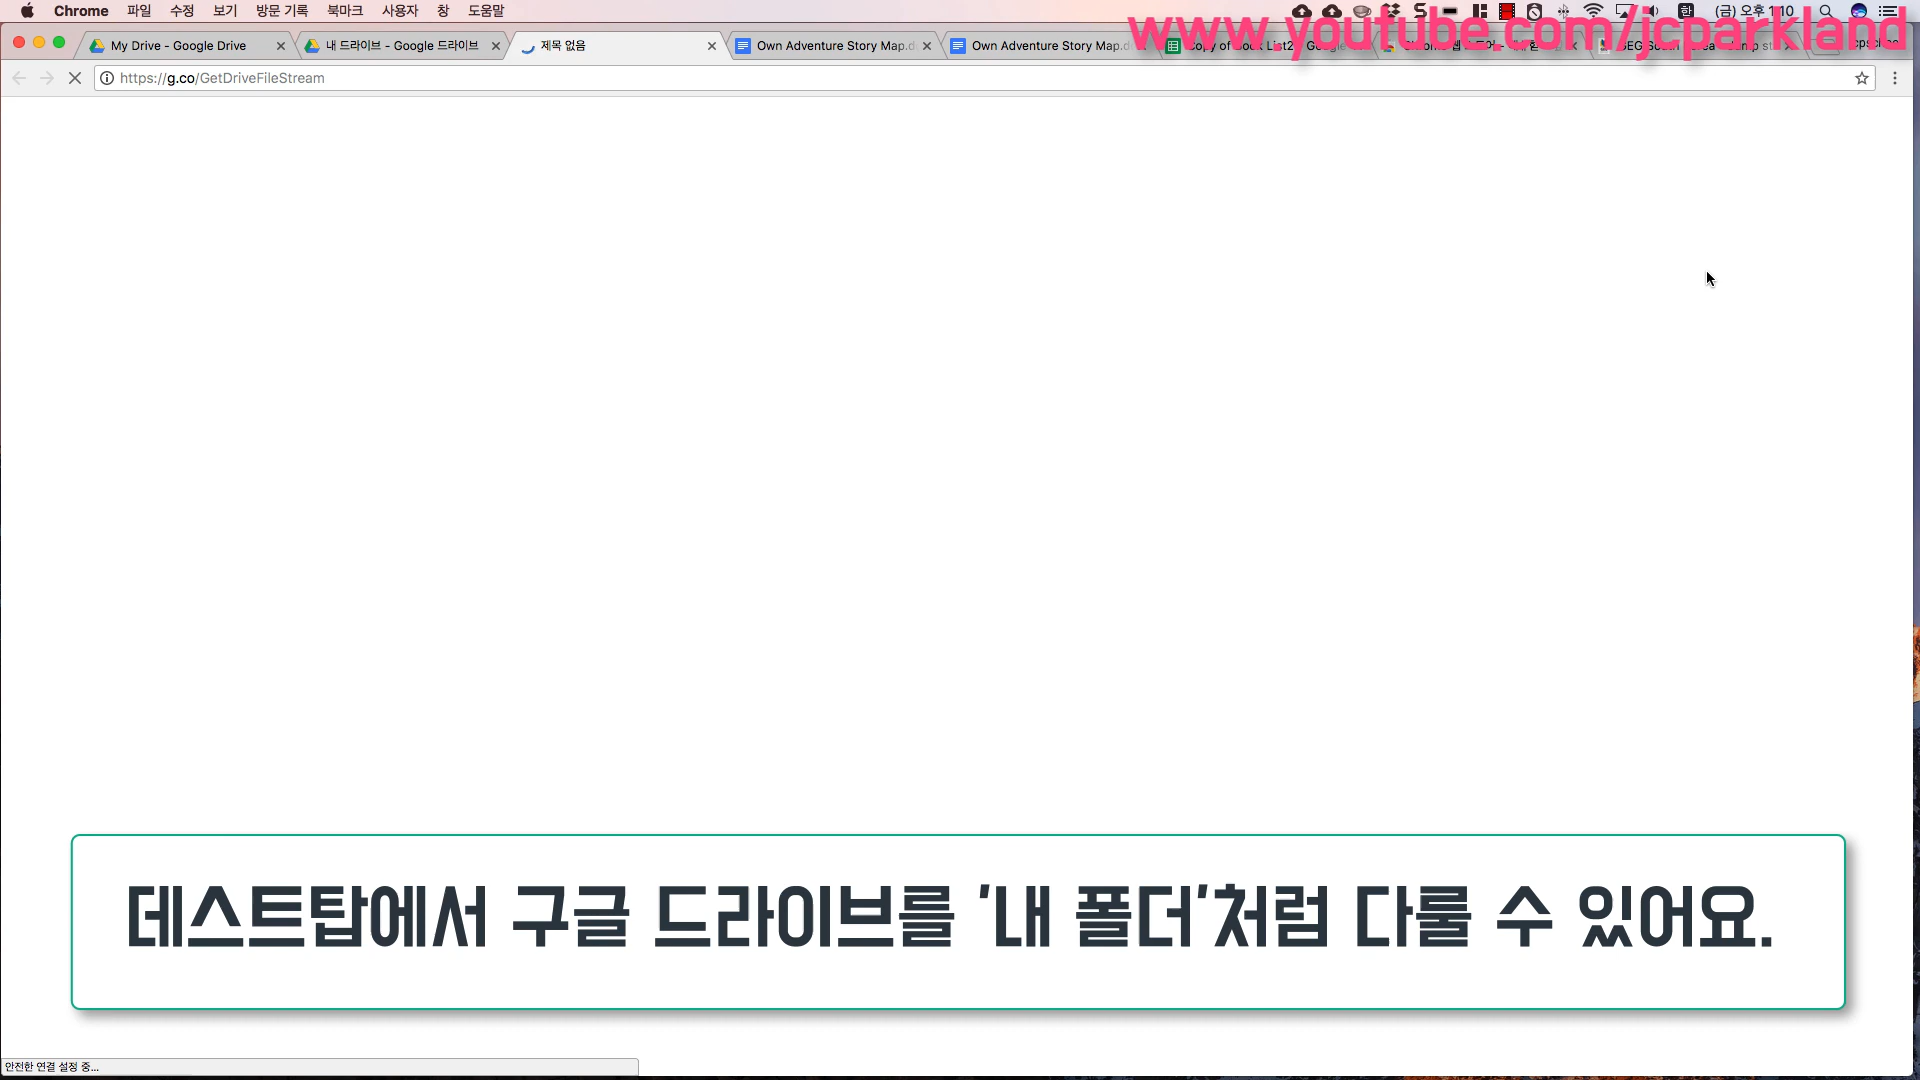 Chrome 파일 수정 보기 방문 기록 북마크 사용자 창 도움말
(금) 오후
www.youtube.com/jcparkland
My Drive - Google Drive
내 드라이브 - Google 드라이브
제목 없음
Own Adventure Story Map.d
Own Adventure Story Map.d
https://g.co/GetDriveFileStream
데스트탑에서 구글 드라이브를 '내 폴더'처럼 다룰 수 있어요.
안전한 연결 설정 중...